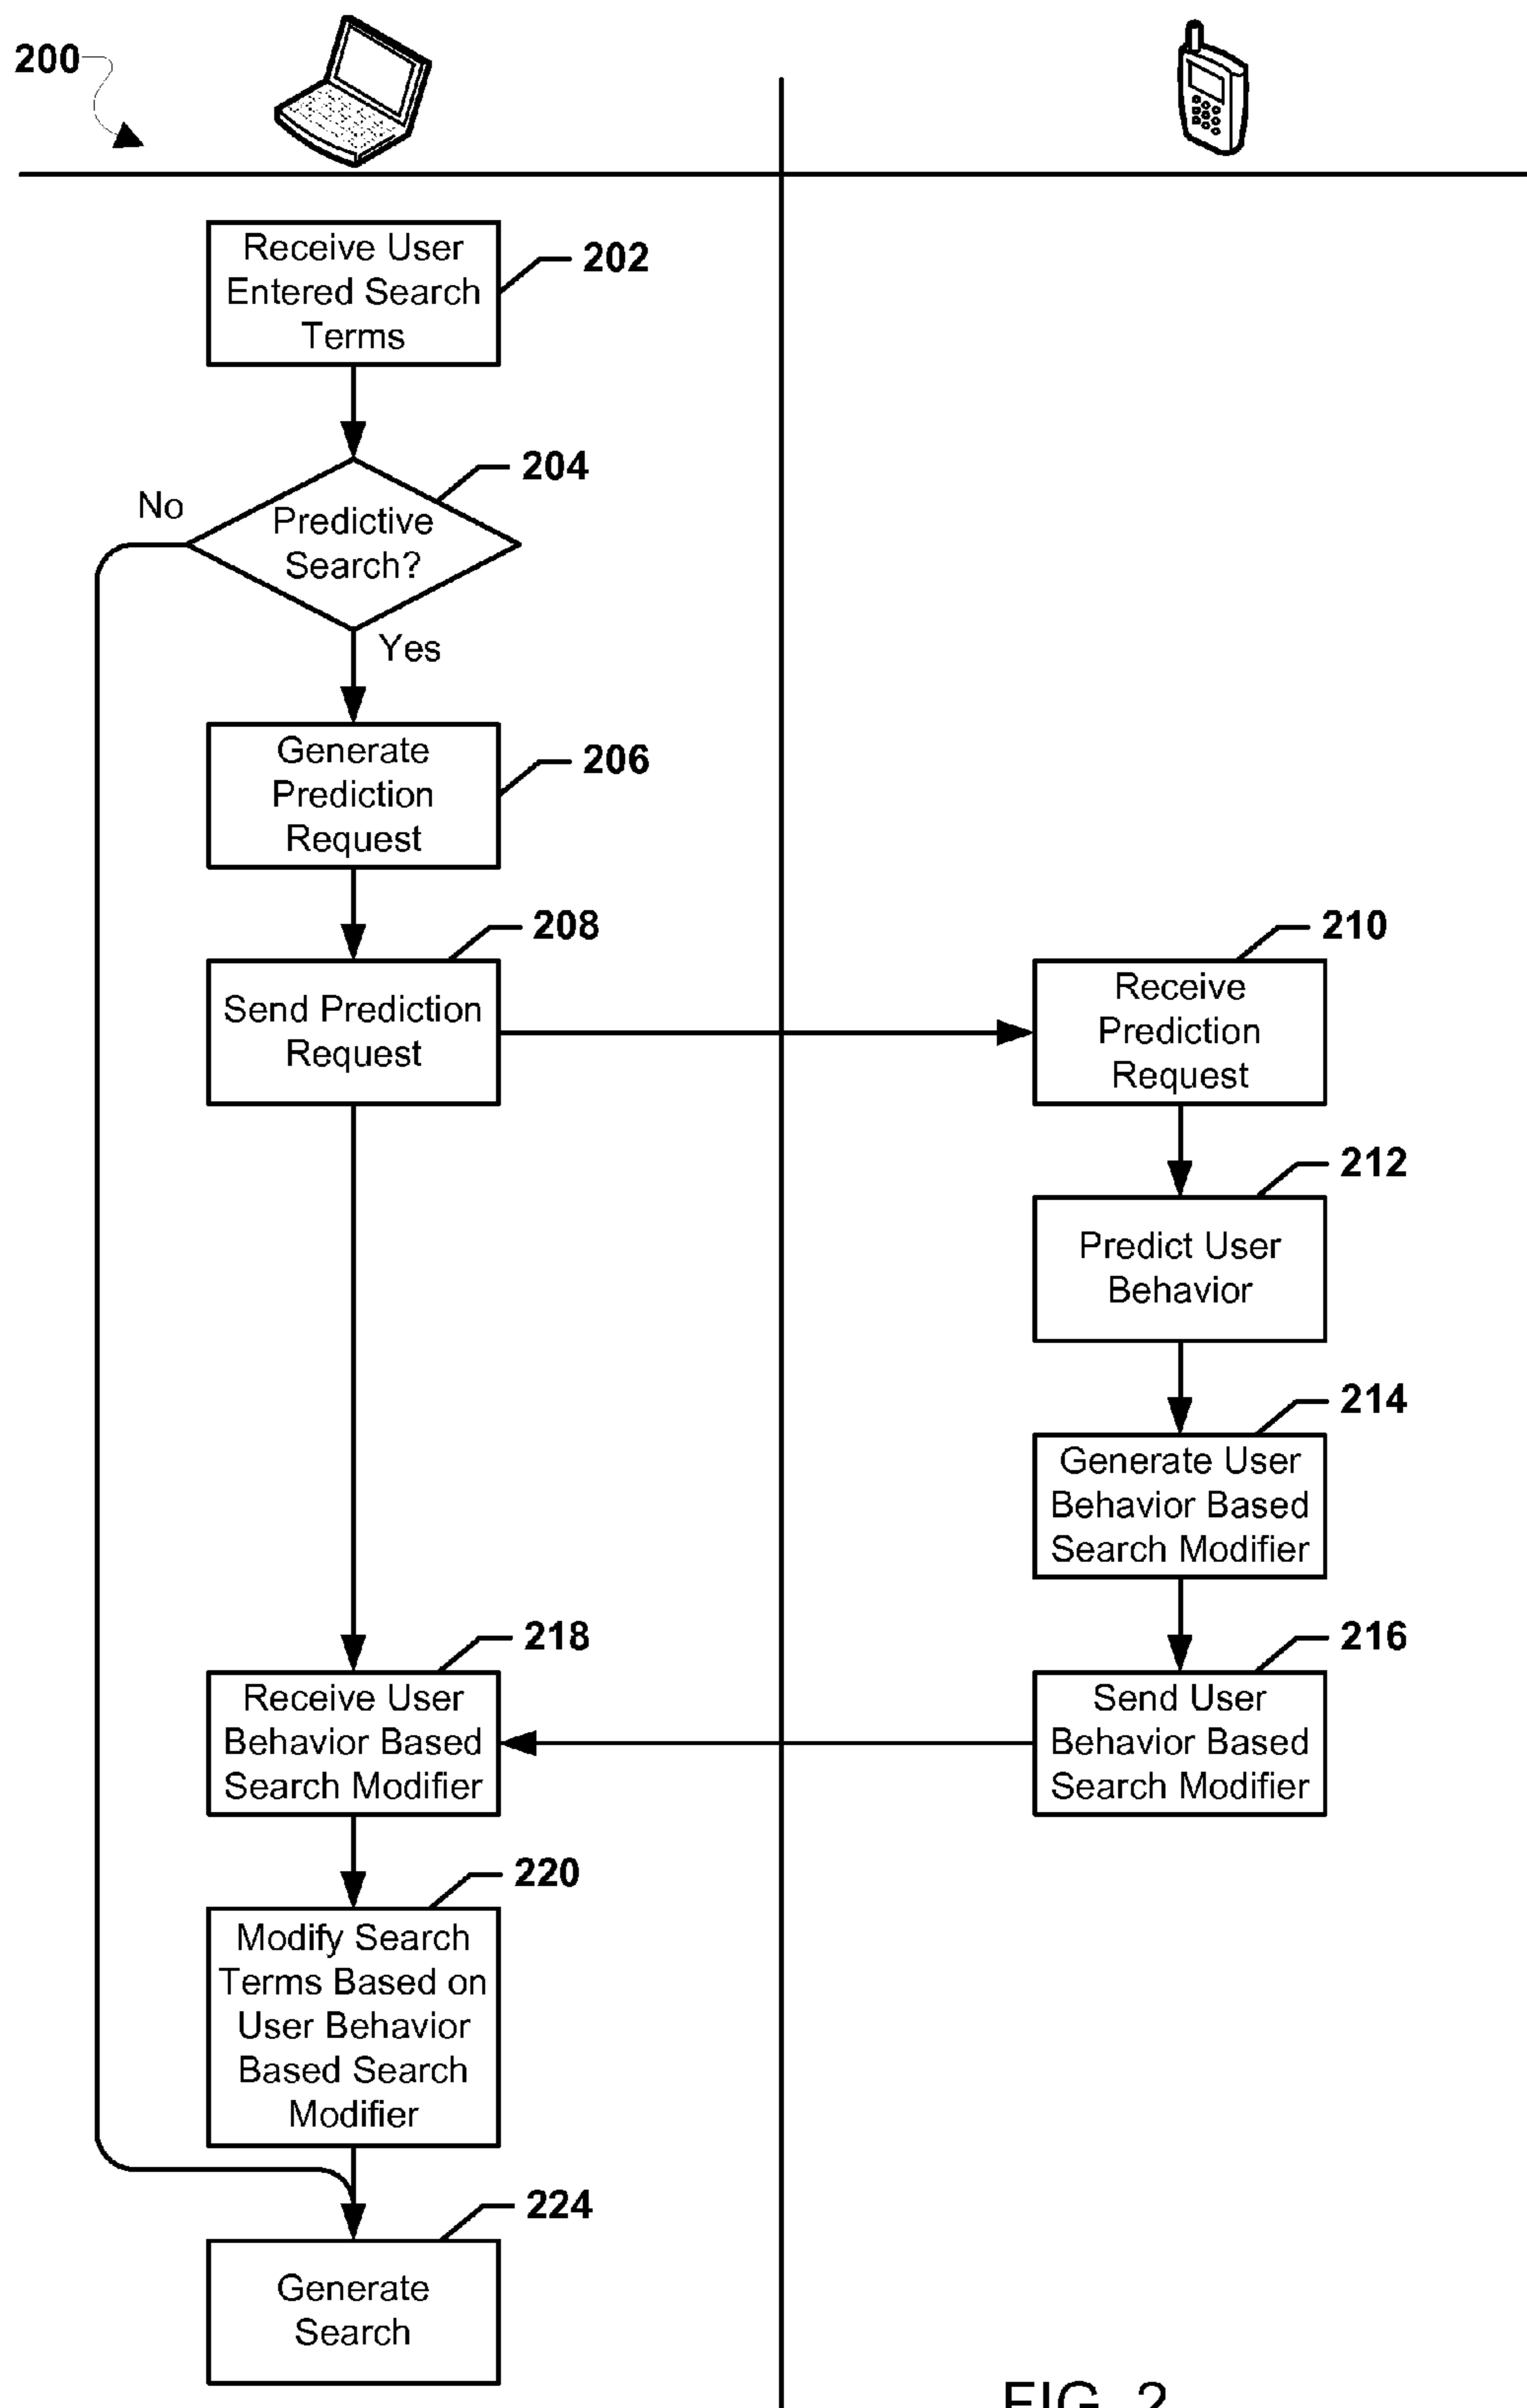 200
Receive User
Entered Search
Terms
202
204
No
Predictive
Search?
Yes
Generate
Prediction
Request
206
208
Send Prediction
Request
210
Receive
Prediction
Request
212
Predict User
Behavior
214
Generate User
Behavior Based
Search Modifier
216
Send User
Behavior Based
Search Modifier
218
Receive User
Behavior Based
Search Modifier
220
Modify Search
Terms Based on
User Behavior
Based Search
Modifier
224
Generate
Search
FIG. 2